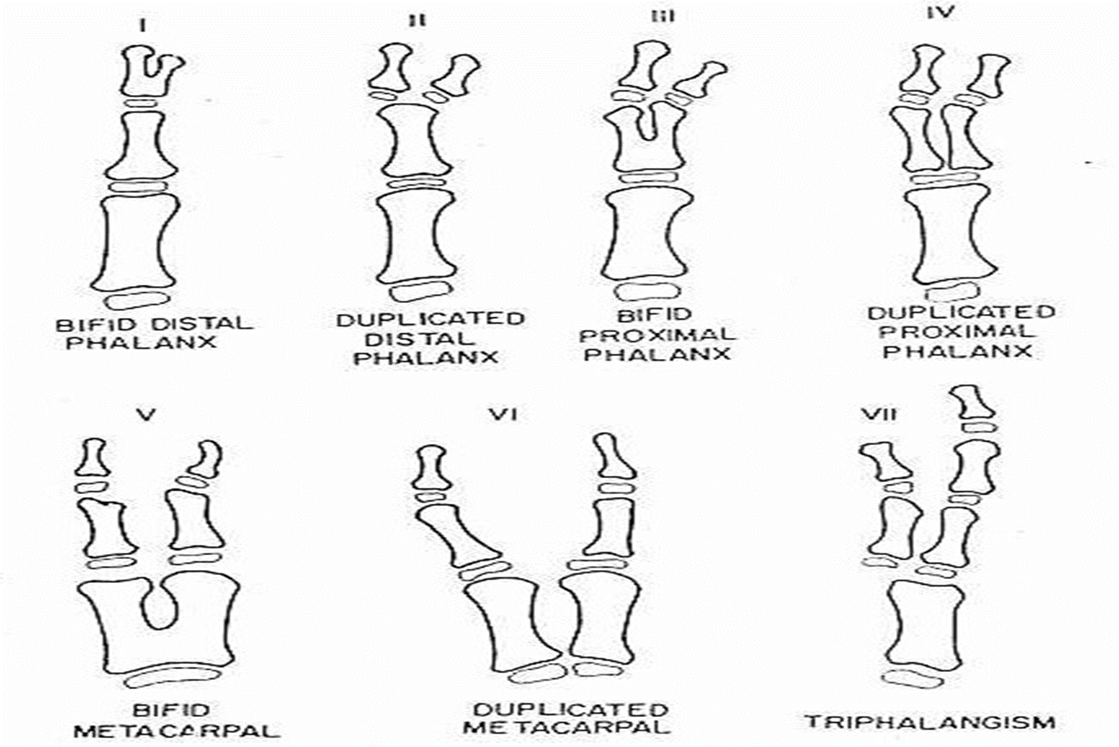 I
II
III
IV
BIFID DISTAL
PHALANX
DUPLICATED
DISTAL
PHALANX
BIFID
PROXIMAL
PHALANX
DUPLICATED
PROXIMAL
PHALANX
V
VI
VII
BIFID
METACARPAL
DUPLICATED
METACARPAL
TRIPHALANGISM